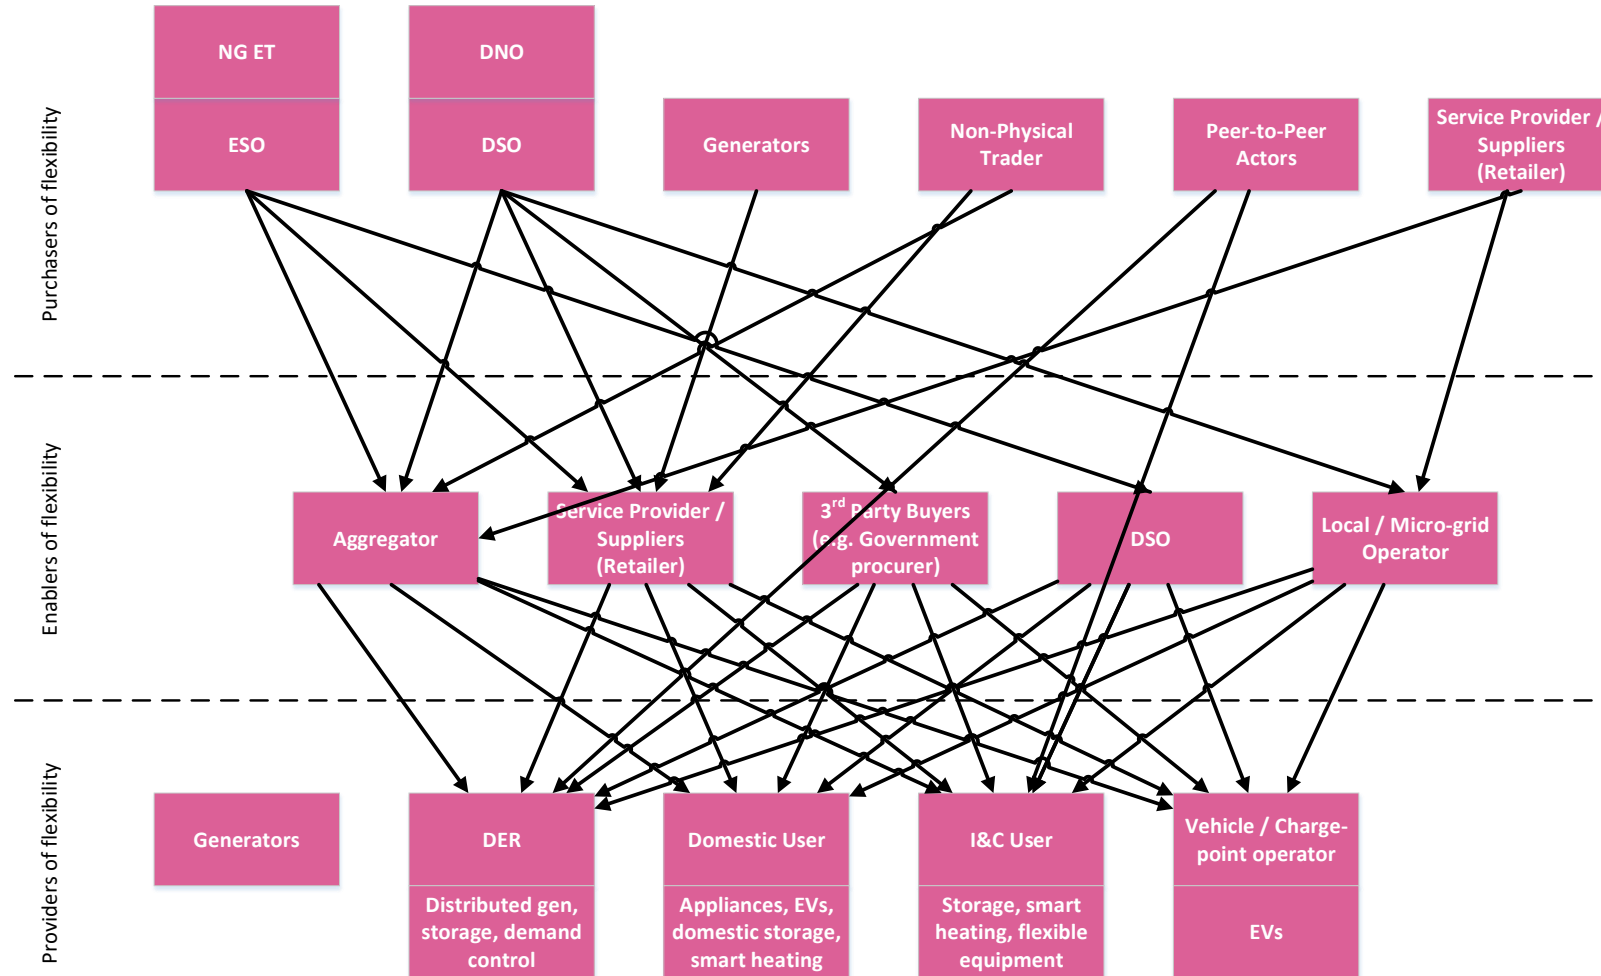 Purchasers of flexibility
NG ET
DNO
ESO
DSO
Generators
Non-Physical
Trader
Peer-to-Peer
Actors
Service Provider /
Suppliers
(Retailer)
Enablers of flexibility
Aggregator
Service Provider /
Suppliers
(Retailer)
3rd Party Buyers
(e.g. Government
procurer)
DSO
Local / Micro-grid
Operator
Providers of flexibility
Generators
DER
Distributed gen,
storage, demand
control
Domestic User
Appliances, EVs,
domestic storage,
smart heating
I&C User
Storage, smart
heating, flexible
equipment
Vehicle / Charge-
point operator
EVs